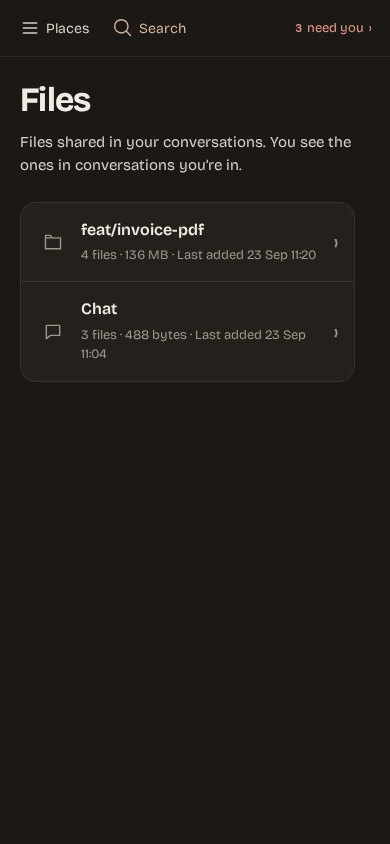 Places
Search
3 need you ›
Files
Files shared in your conversations. You see the
ones in conversations you're in.
feat/invoice-pdf
4 files · 136 MB · Last added 23 Sep 11:20
›
Chat
3 files · 488 bytes · Last added 23 Sep
11:04
›